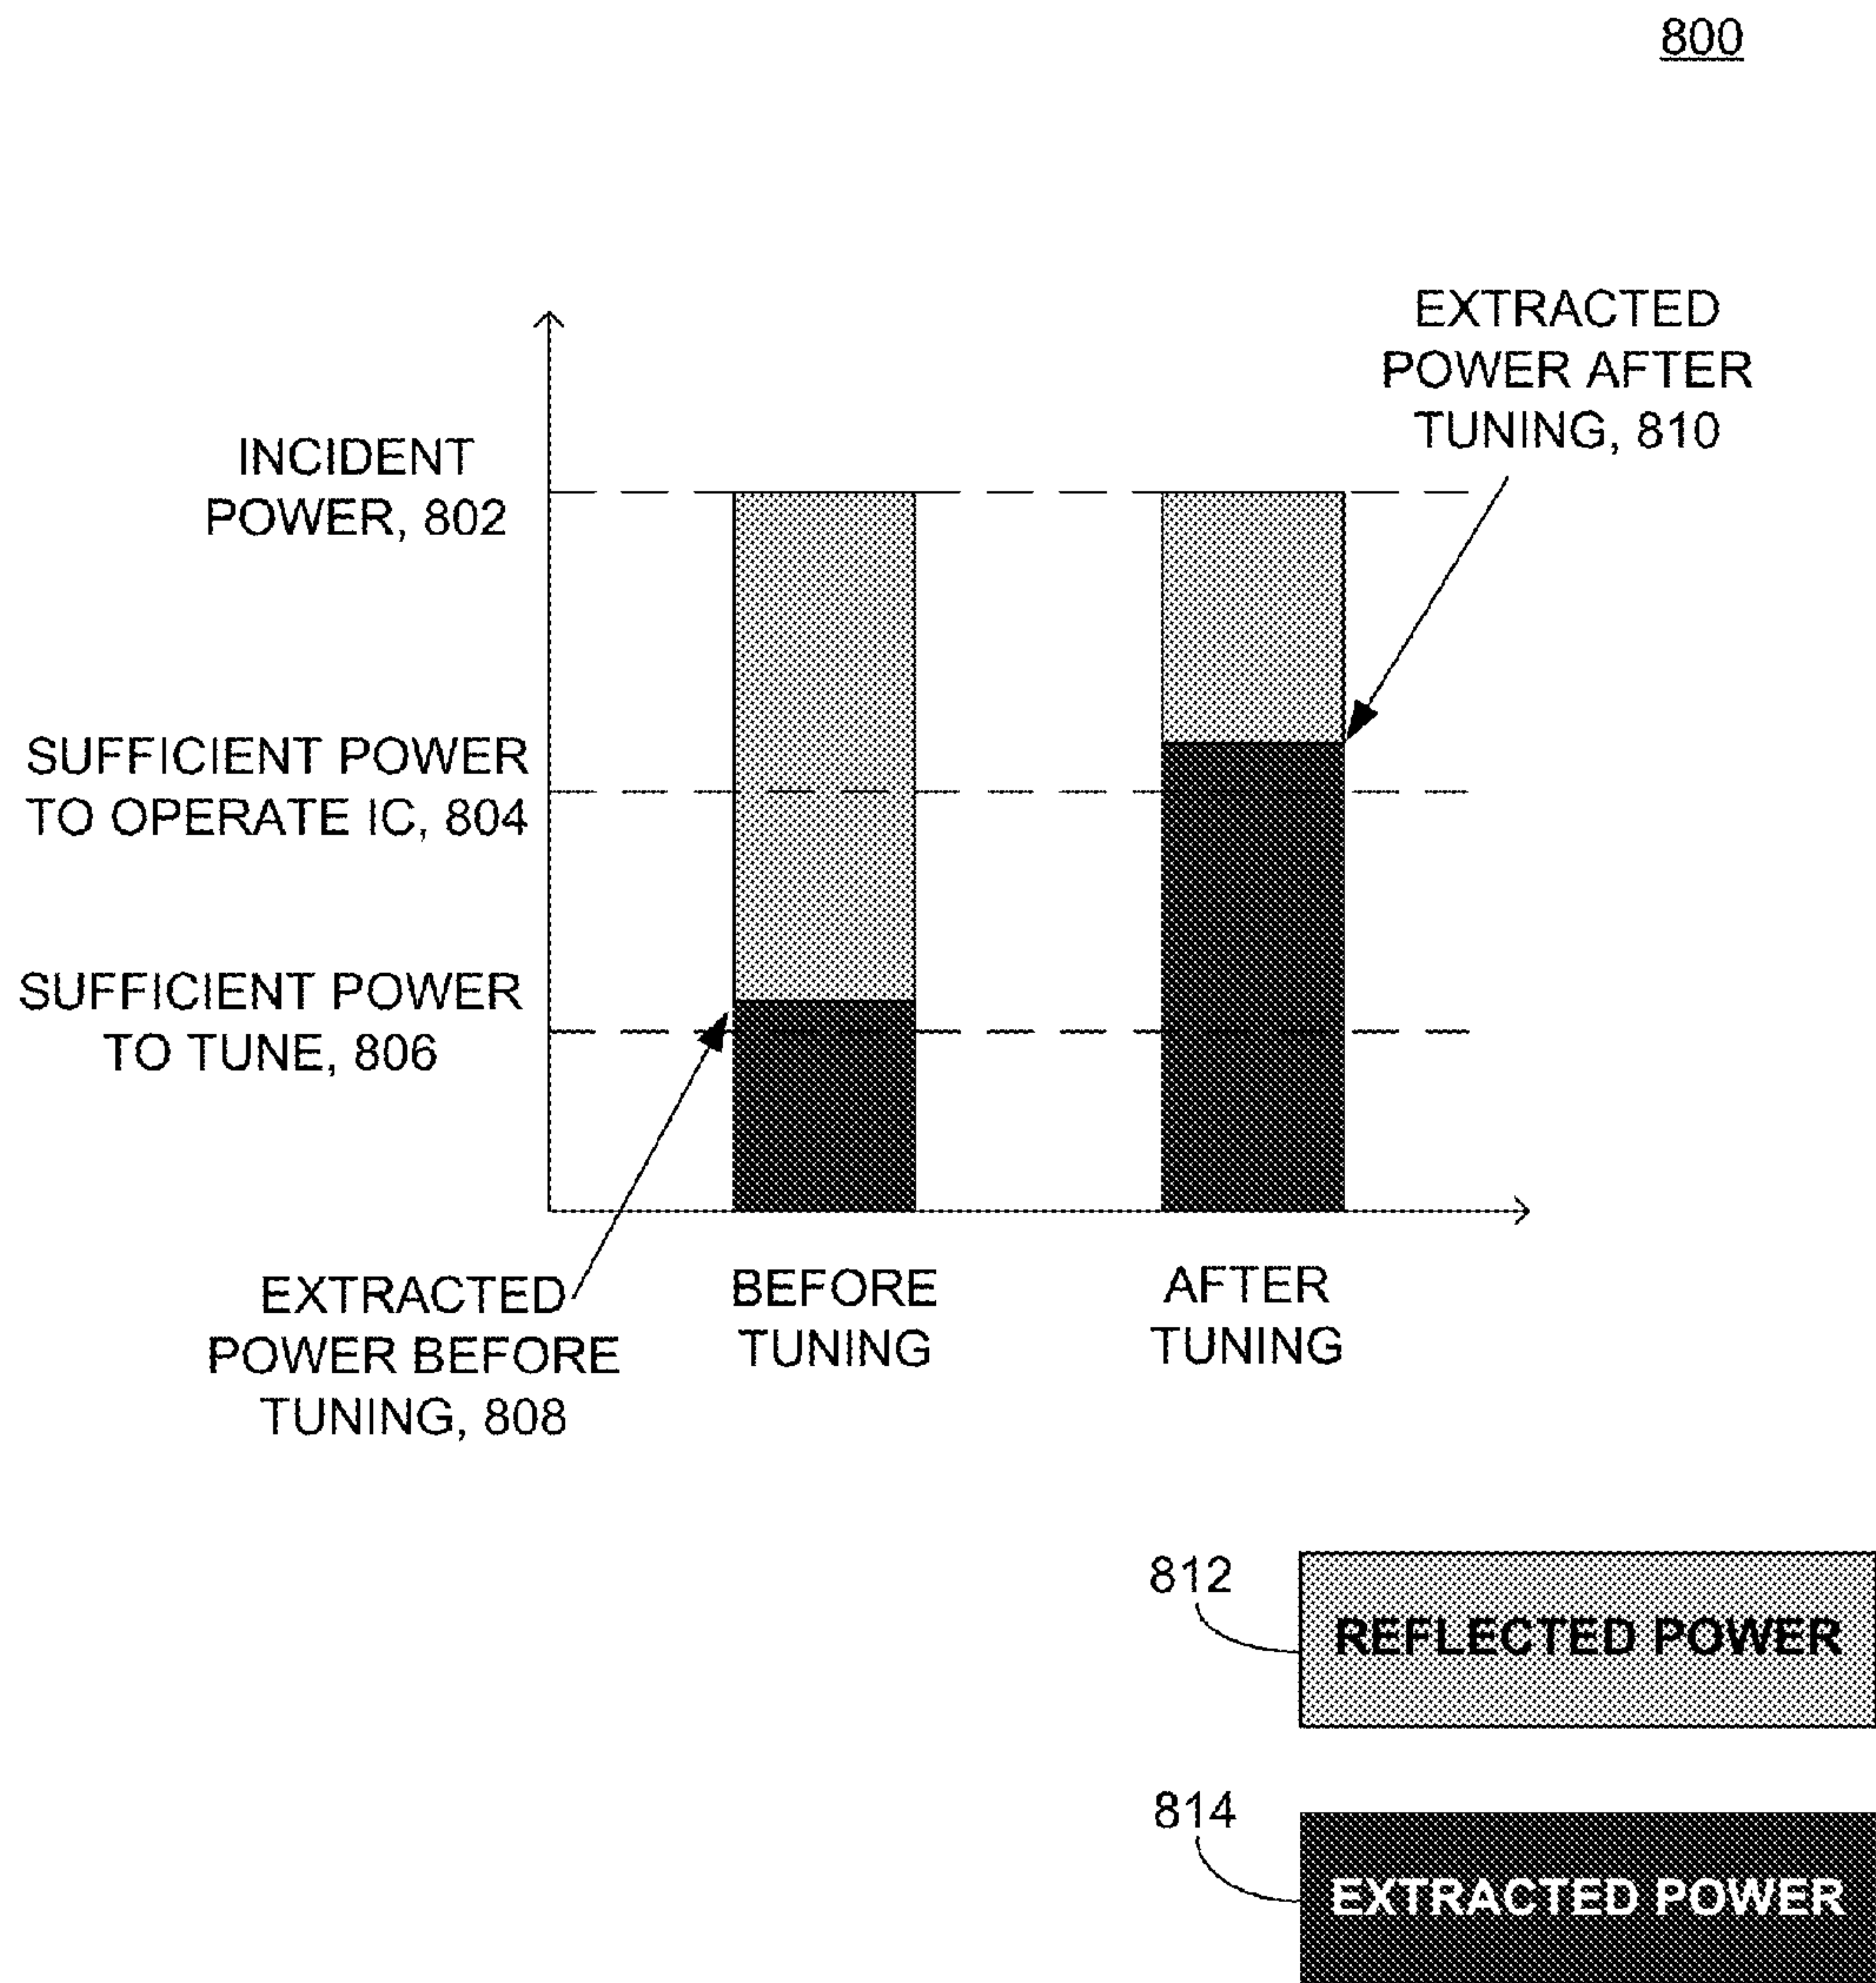 800
EXTRACTED
POWER AFTER
TUNING, 810
INCIDENT
POWER, 802
SUFFICIENT POWER
TO OPERATE IC, 804
SUFFICIENT POWER
TO TUNE, 806
EXTRACTED
POWER BEFORE
TUNING, 808
BEFORE
TUNING
AFTER
TUNING
812
REFLECTED POWER
814
EXTRACTED POWER